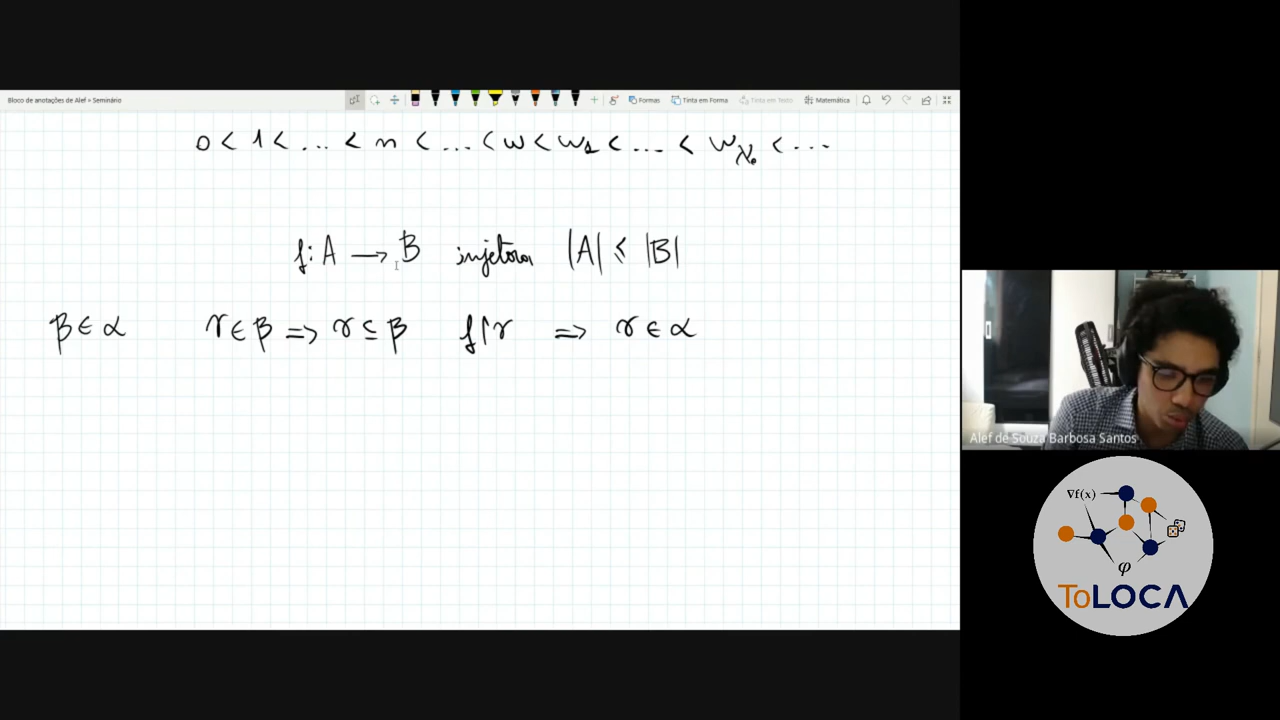 Bloco de anotações de Alef » Seminário
Formas
Tinta em Forma
Tinta em Texto
Matemática
0 < 1 < ... < n < ... < ω < ω₁ < ... < ω_ℵ₀ < ...
f: A → B injetora |A| ≤ |B|
β ∈ α γ ∈ β => γ ⊆ β f↾γ => γ ∈ α
Alef de Souza Barbosa Santos
∇f(x)
φ
ToLOCA